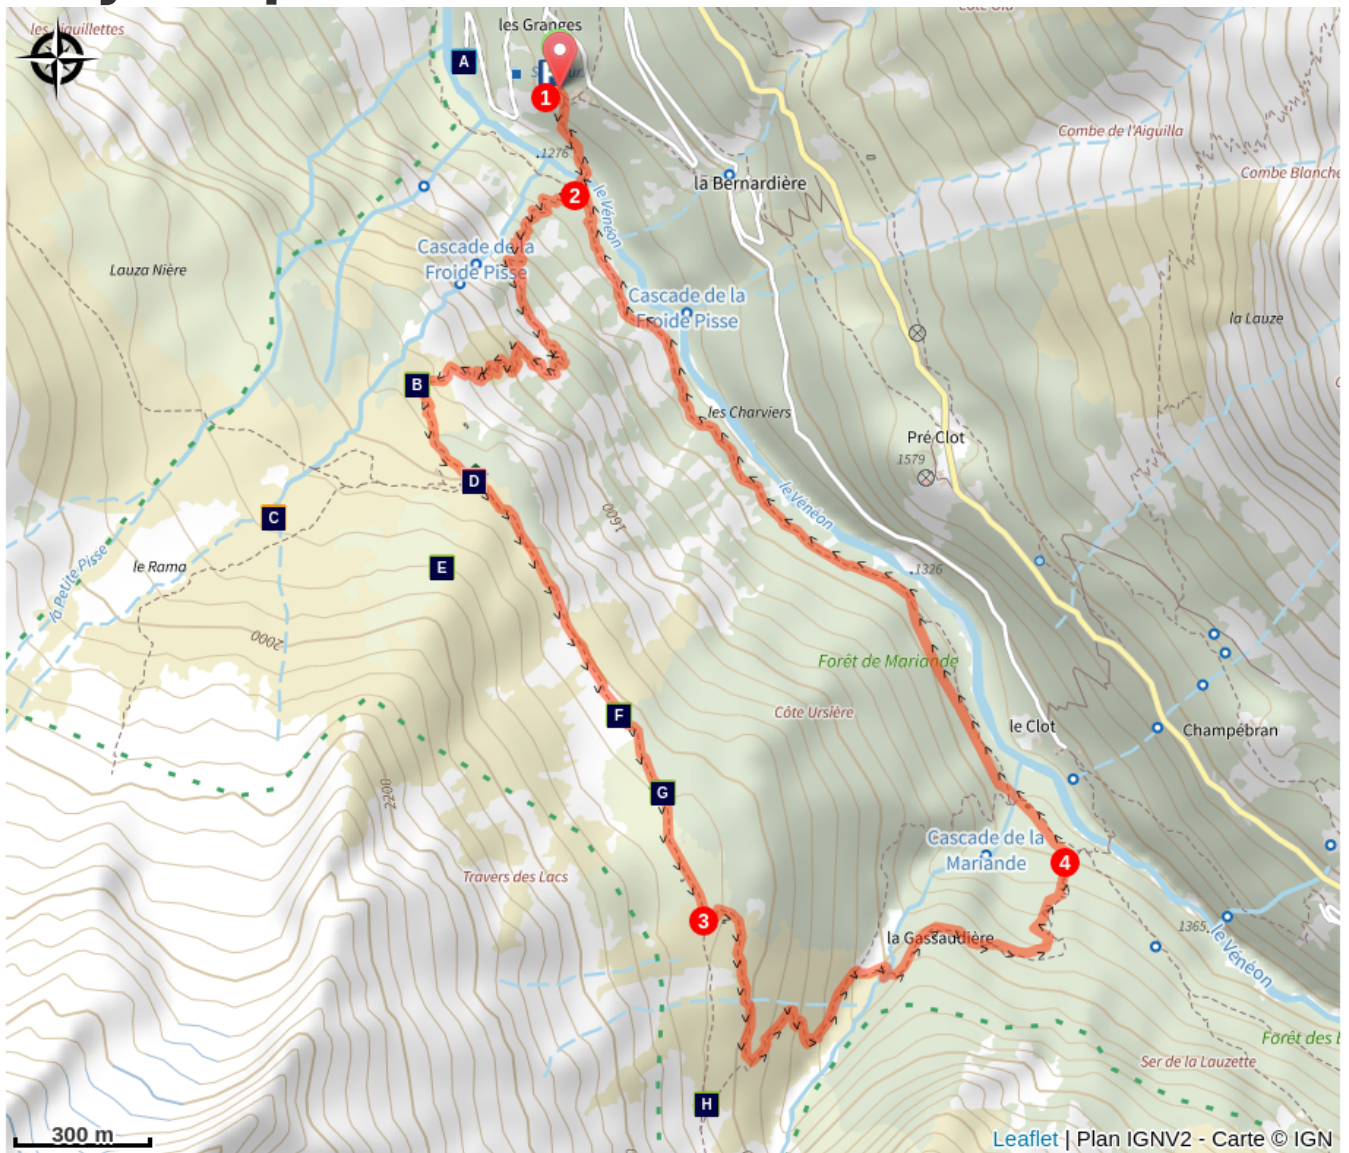 les Granges
Côte Ola
A
1
1276
Combe de l'Aiguilla
Combe Blanche
la Bernardière
2
le Vénéon
Cascade de la
Froide Pisse
Lauza Nière
Cascade de la
Froide Pisse
la Lauze
B
les Charviers
Pré Clot
1579
D
le Vénéon
1600
C
E
le Rama
la Petite Pisse
1326
2000
Forêt de Mariande
F
Côte Ursière
le Clot
Champébran
G
2200
Cascade de la
Mariande
4
Travers des Lacs
3
la Gassaudière
1365
le Vénéon
Forêt des
Ser de la Lauzette
H
300 m
Leaflet | Plan IGNV2 - Carte © IGN